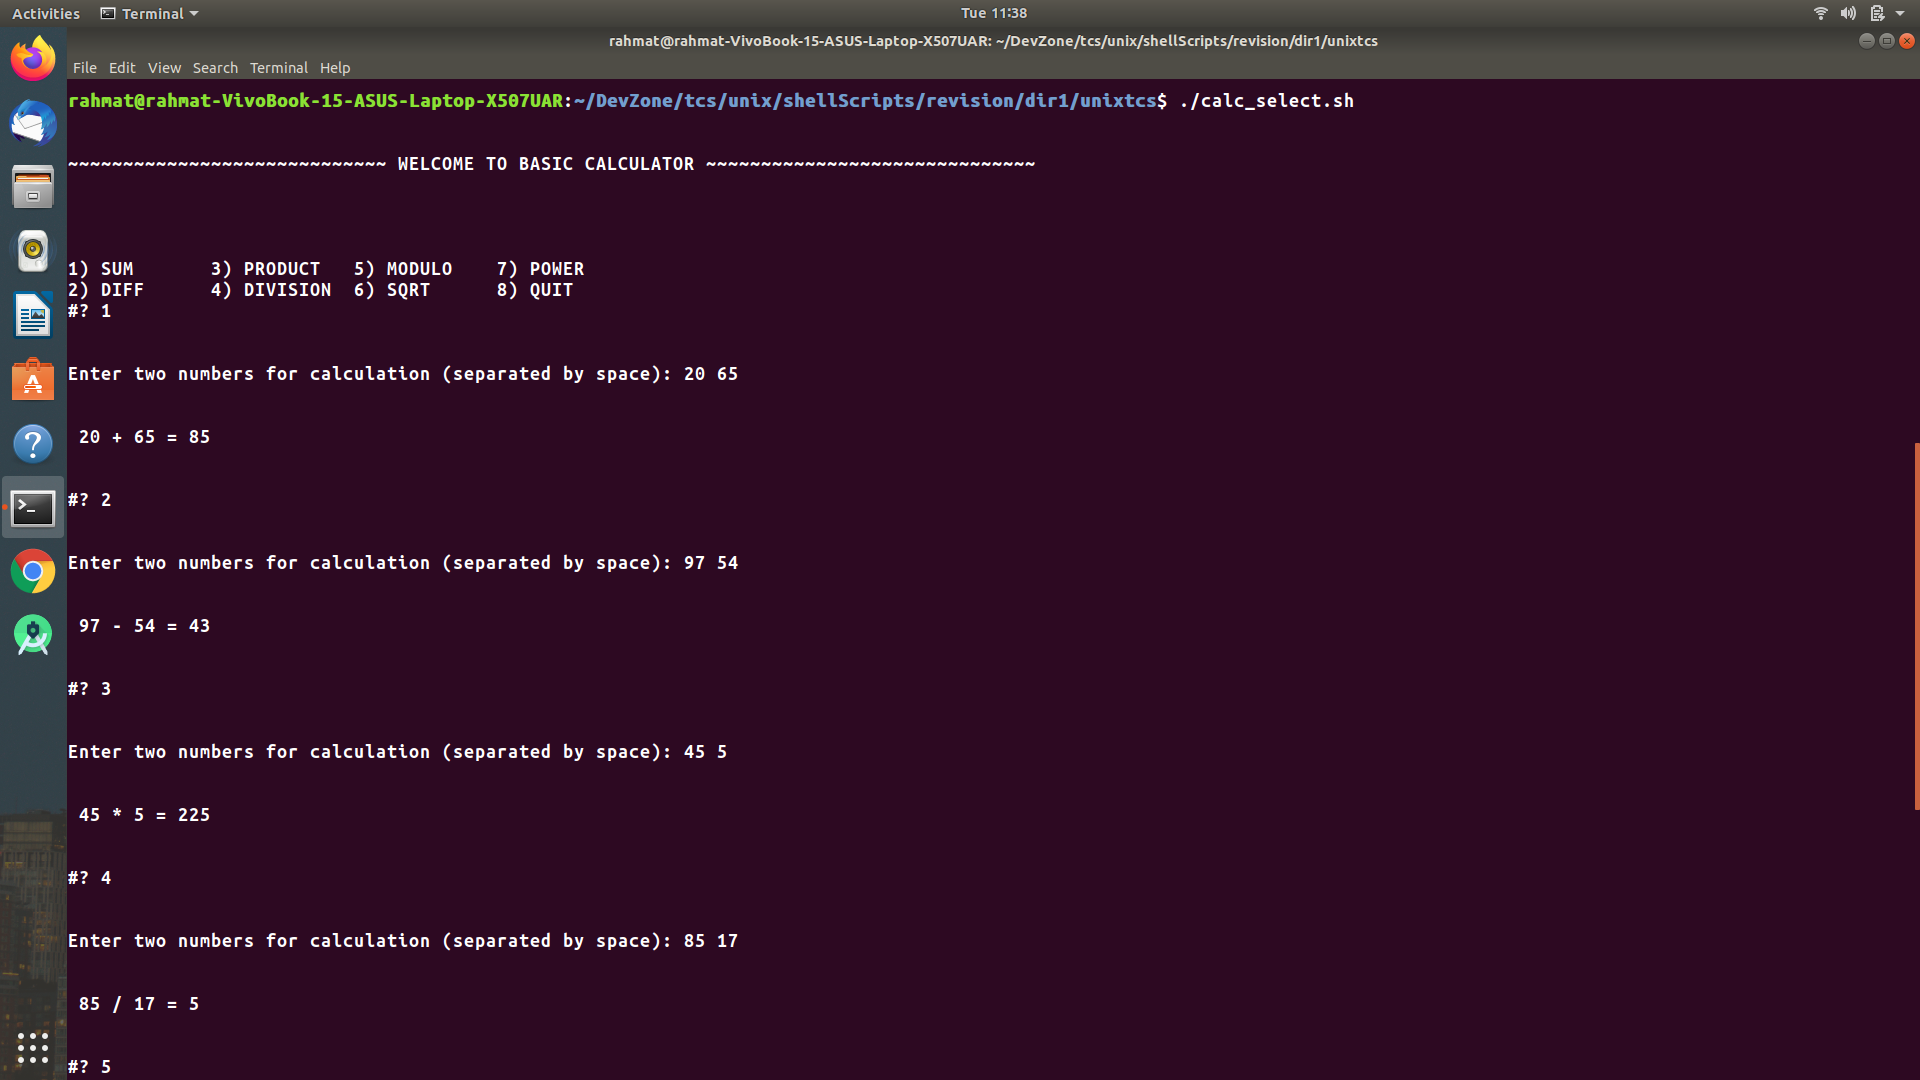 Activities Terminal Tue 11:38
rahmat@rahmat-VivoBook-15-ASUS-Laptop-X507UAR: ~/DevZone/tcs/unix/shellScripts/revision/dir1/unixtcs
File Edit View Search Terminal Help
rahmat@rahmat-VivoBook-15-ASUS-Laptop-X507UAR:~/DevZone/tcs/unix/shellScripts/revision/dir1/unixtcs$ ./calc_select.sh
~~~~~~~~~~~~~~~~~~~~~~~~~~~~~ WELCOME TO BASIC CALCULATOR ~~~~~~~~~~~~~~~~~~~~~~~~~~~~~~
1) SUM 3) PRODUCT 5) MODULO 7) POWER
2) DIFF 4) DIVISION 6) SQRT 8) QUIT
#? 1
Enter two numbers for calculation (separated by space): 20 65
20 + 65 = 85
#? 2
Enter two numbers for calculation (separated by space): 97 54
97 - 54 = 43
#? 3
Enter two numbers for calculation (separated by space): 45 5
45 * 5 = 225
#? 4
Enter two numbers for calculation (separated by space): 85 17
85 / 17 = 5
#? 5